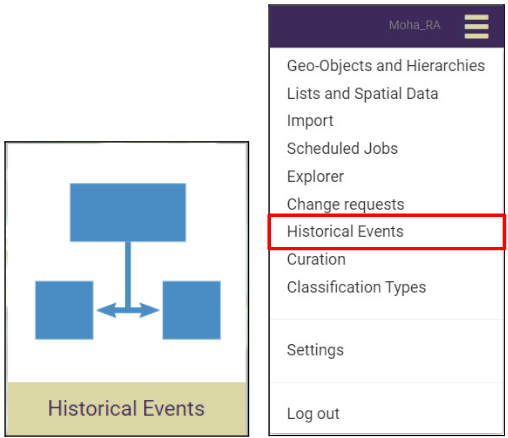 Historical Events
Moha_RA
Geo-Objects and Hierarchies
Lists and Spatial Data
Import
Scheduled Jobs
Explorer
Change requests
Historical Events
Curation
Classification Types
Settings
Log out